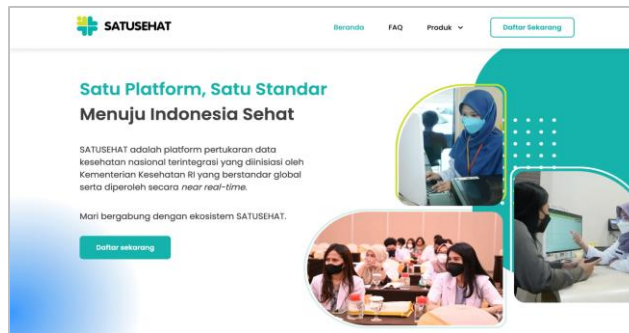 SATUSEHAT
Beranda FAQ Produk Daftar Sekarang
Satu Platform, Satu Standar
Menuju Indonesia Sehat
SATUSEHAT adalah platform pertukaran data
kesehatan nasional terintegrasi yang diinisiasi oleh
Kementerian Kesehatan RI yang berstandar global
serta diperoleh secara near real-time.
Mari bergabung dengan ekosistem SATUSEHAT.
Daftar sekarang